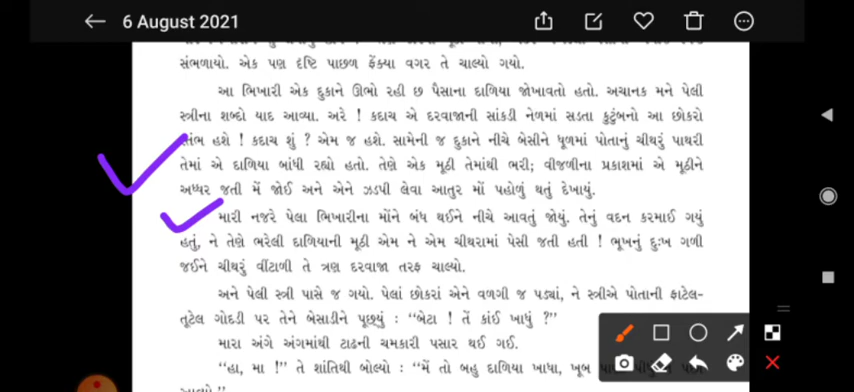 6 August 2021
સંભળાયો. એક પણ દૃષ્ટિ પાછળ ફેંક્યા વગર તે ચાલ્યો ગયો.
આ ભિખારી એક દુકાને ઊભો રહી છ પૈસાના દાળિયા જોખાવતો હતો. અચાનક મને પેલી
સ્ત્રીના શબ્દો યાદ આવ્યા. અરે ! કદાચ એ દરવાજાની સાંકડી નેળમાં સડતા કુટુંબનો આ છોકરો
સ્તંભ હશે ! કદાચ શું ? એમ જ હશે. સામેની જ દુકાને નીચે બેસીને ધૂળમાં પોતાનું ચીથરું પાથરી
તેમાં એ દાળિયા બાંધી રહ્યો હતો. તેણે એક મૂઠી તેમાંથી ભરી; વીજળીના પ્રકાશમાં એ મૂઠીને
અધ્ધર જતી મેં જોઈ અને એને ઝડપી લેવા આતુર મોં પહોળું થતું દેખાયું.
મારી નજરે પેલા ભિખારીના મોંને બંધ થઈને નીચે આવતું જોયું. તેનું વદન કરમાઈ ગયું
હતું, ને તેણે ભરેલી દાળિયાની મૂઠી એમ ને એમ ચીથરામાં પેસી જતી હતી ! ભૂખનું દુઃખ ગળી
જઈને ચીથરું વીંટાળી તે ત્રણ દરવાજા તરફ ચાલ્યો.
અને પેલી સ્ત્રી પાસે જ ગયો. પેલાં છોકરાં એને વળગી જ પડ્યાં, ને સ્ત્રીએ પોતાની ફાટેલ-
તૂટેલ ગોદડી પર તેને બેસાડીને પૂછ્યું : “બેટા ! તેં કાંઈ ખાધું ?”
મારા અંગે અંગમાંથી ટાઢની ચમકારી પસાર થઈ ગઈ.
“હા, મા !” તે શાંતિથી બોલ્યો : “મેં તો બહુ દાળિયા ખાધા, ખૂબ